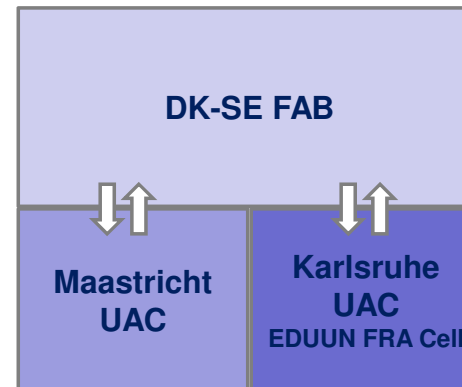 DK-SE FAB
Maastricht
UAC
Karlsruhe
UAC
EDUUN FRA Cell